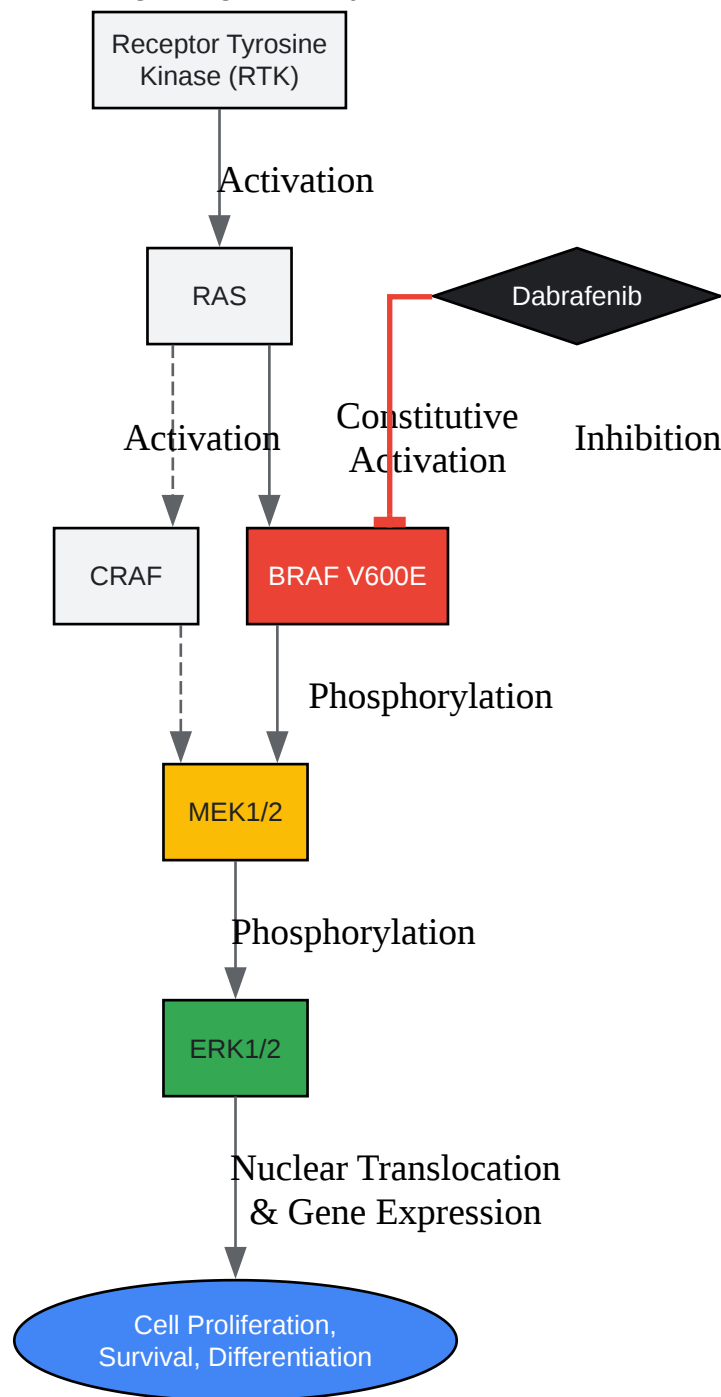 Receptor Tyrosine
Kinase (RTK)
Activation
RAS
Dabrafenib
Activation
Constitutive
Activation
Inhibition
CRAF
BRAF V600E
Phosphorylation
MEK1/2
Phosphorylation
ERK1/2
Nuclear Translocation
& Gene Expression
Cell Proliferation,
Survival, Differentiation